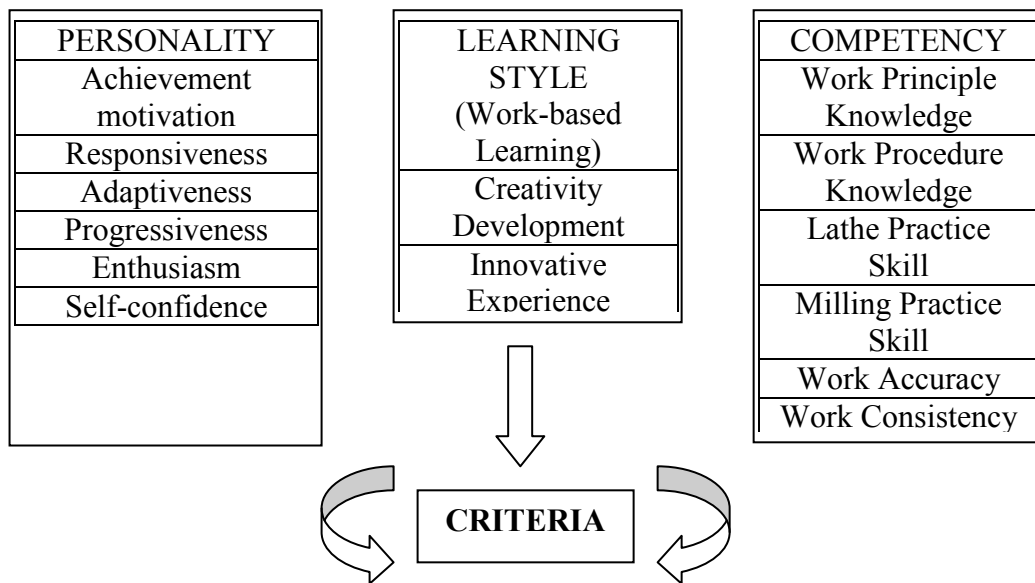 PERSONALITY
Achievement
motivation
Responsiveness
Adaptiveness
Progressiveness
Enthusiasm
Self-confidence
LEARNING
STYLE
(Work-based
Learning)
Creativity
Development
Innovative
Experience
COMPETENCY
Work Principle
Knowledge
Work Procedure
Knowledge
Lathe Practice
Skill
Milling Practice
Skill
Work Accuracy
Work Consistency
CRITERIA